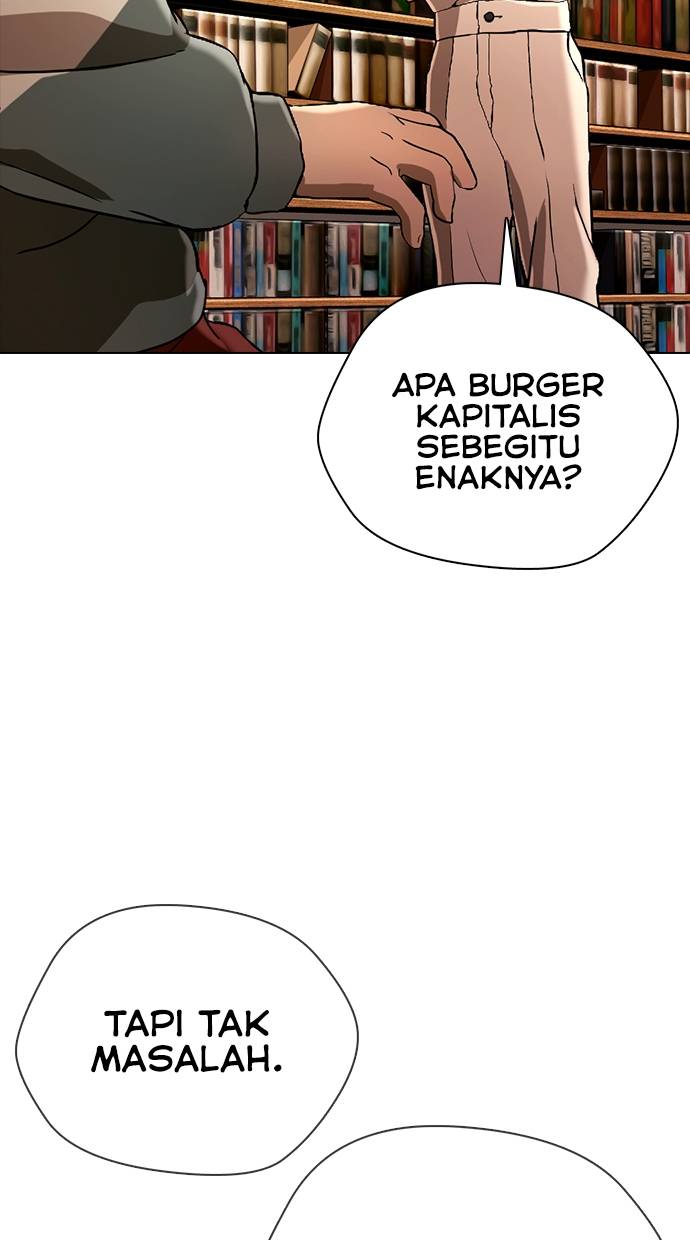 APA BURGER
KAPITALIS
SEBEGITU
ENAKNYA?
TAPI TAK
MASALAH.